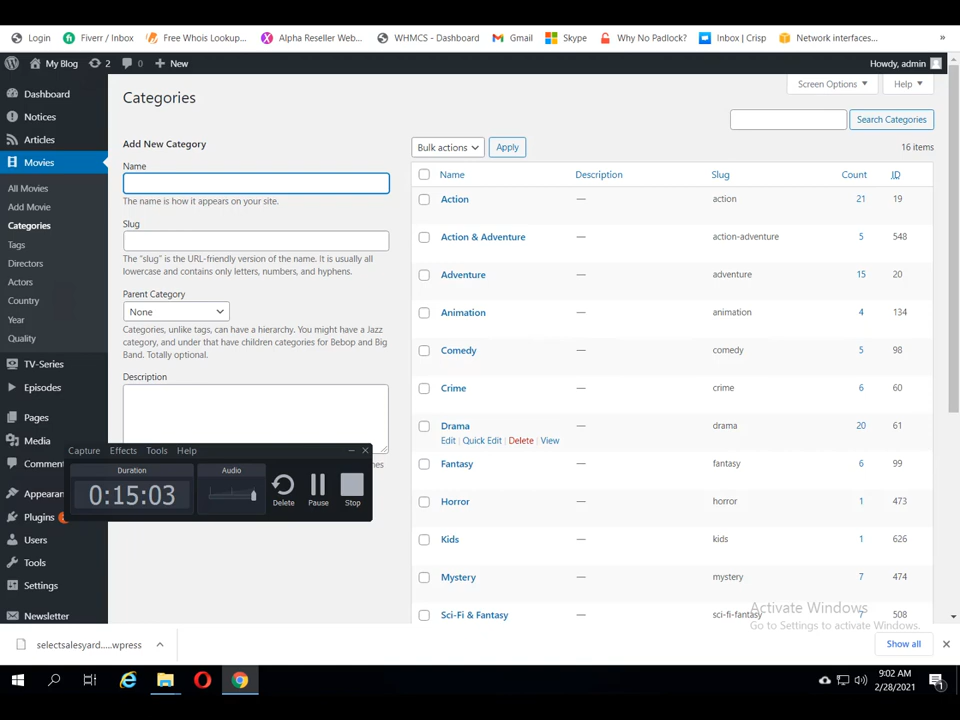 Login Fiverr / Inbox Free Whois Lookup... Alpha Reseller Web... WHMCS - Dashboard Gmail Skype Why No Padlock? Inbox | Crisp Network interfaces... »
My Blog 2 0 + New Howdy, admin
Screen Options Help
Dashboard
Notices
Articles
Movies
All Movies
Add Movie
Categories
Tags
Directors
Actors
Country
Year
Quality
TV-Series
Episodes
Pages
Media
Comment
Appearan
Plugins
Users
Tools
Settings
Newsletter
Categories
Add New Category
Name
The name is how it appears on your site.
Slug
The “slug” is the URL-friendly version of the name. It is usually all
lowercase and contains only letters, numbers, and hyphens.
Parent Category
None
Categories, unlike tags, can have a hierarchy. You might have a Jazz
category, and under that have children categories for Bebop and Big
Band. Totally optional.
Description
Capture Effects Tools Help
Duration Audio
0:15:03
Delete Pause Stop
Search Categories
Bulk actions Apply 16 items
Name Description Slug Count ID
Action — action 21 19
Action & Adventure — action-adventure 5 548
Adventure — adventure 15 20
Animation — animation 4 134
Comedy — comedy 5 98
Crime — crime 6 60
Drama — drama 20 61
Edit | Quick Edit | Delete | View
Fantasy — fantasy 6 99
Horror — horror 1 473
Kids — kids 1 626
Mystery — mystery 7 474
Sci-Fi & Fantasy — sci-fi-fantasy 7 508
Activate Windows
Go to Settings to activate Windows.
selectsalesyard.....wpress Show all
9:02 AM
2/28/2021
1